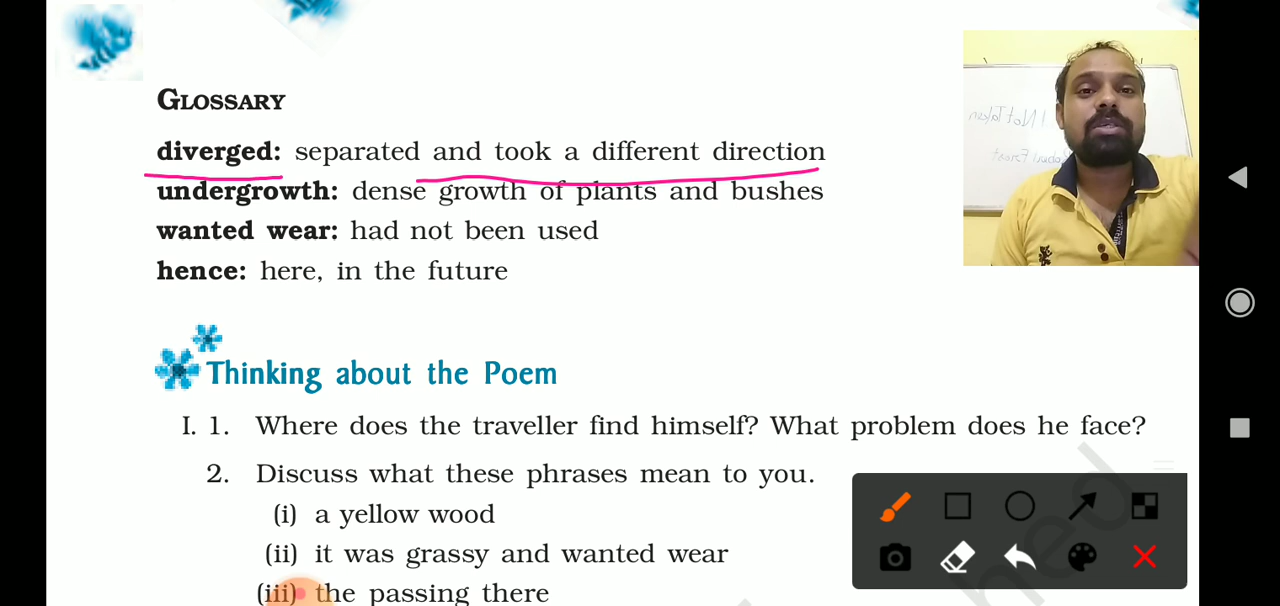 GLOSSARY
diverged: separated and took a different direction
undergrowth: dense growth of plants and bushes
wanted wear: had not been used
hence: here, in the future
Thinking about the Poem
I. 1. Where does the traveller find himself? What problem does he face?
2. Discuss what these phrases mean to you.
(i) a yellow wood
(ii) it was grassy and wanted wear
(iii) the passing there